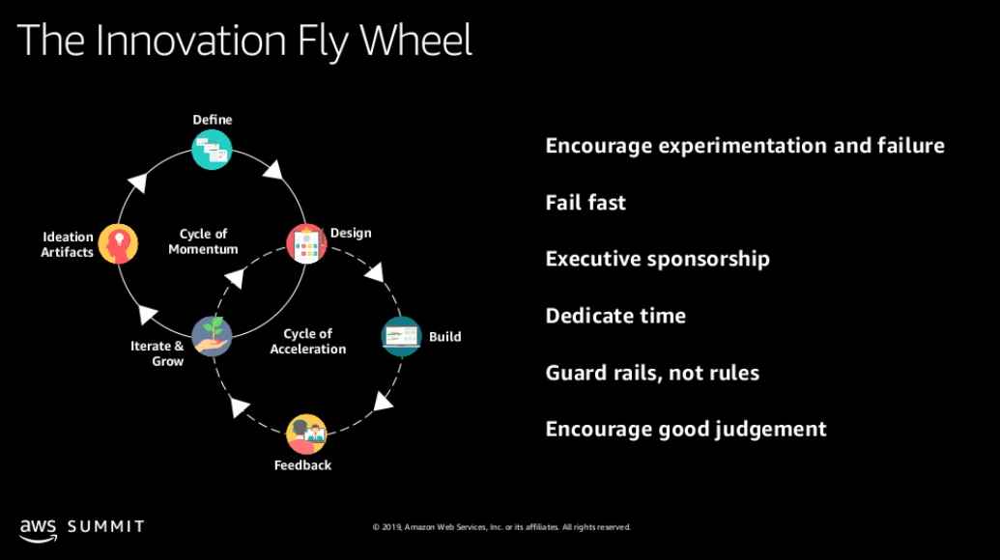 The Innovation Fly Wheel
Define
Ideation
Artifacts
Cycle of
Momentum
Design
Iterate &
Grow
Cycle of
Acceleration
Build
Feedback
Encourage experimentation and failure
Fail fast
Executive sponsorship
Dedicate time
Guard rails, not rules
Encourage good judgement
aws SUMMIT
© 2019, Amazon Web Services, Inc. or its affiliates. All rights reserved.